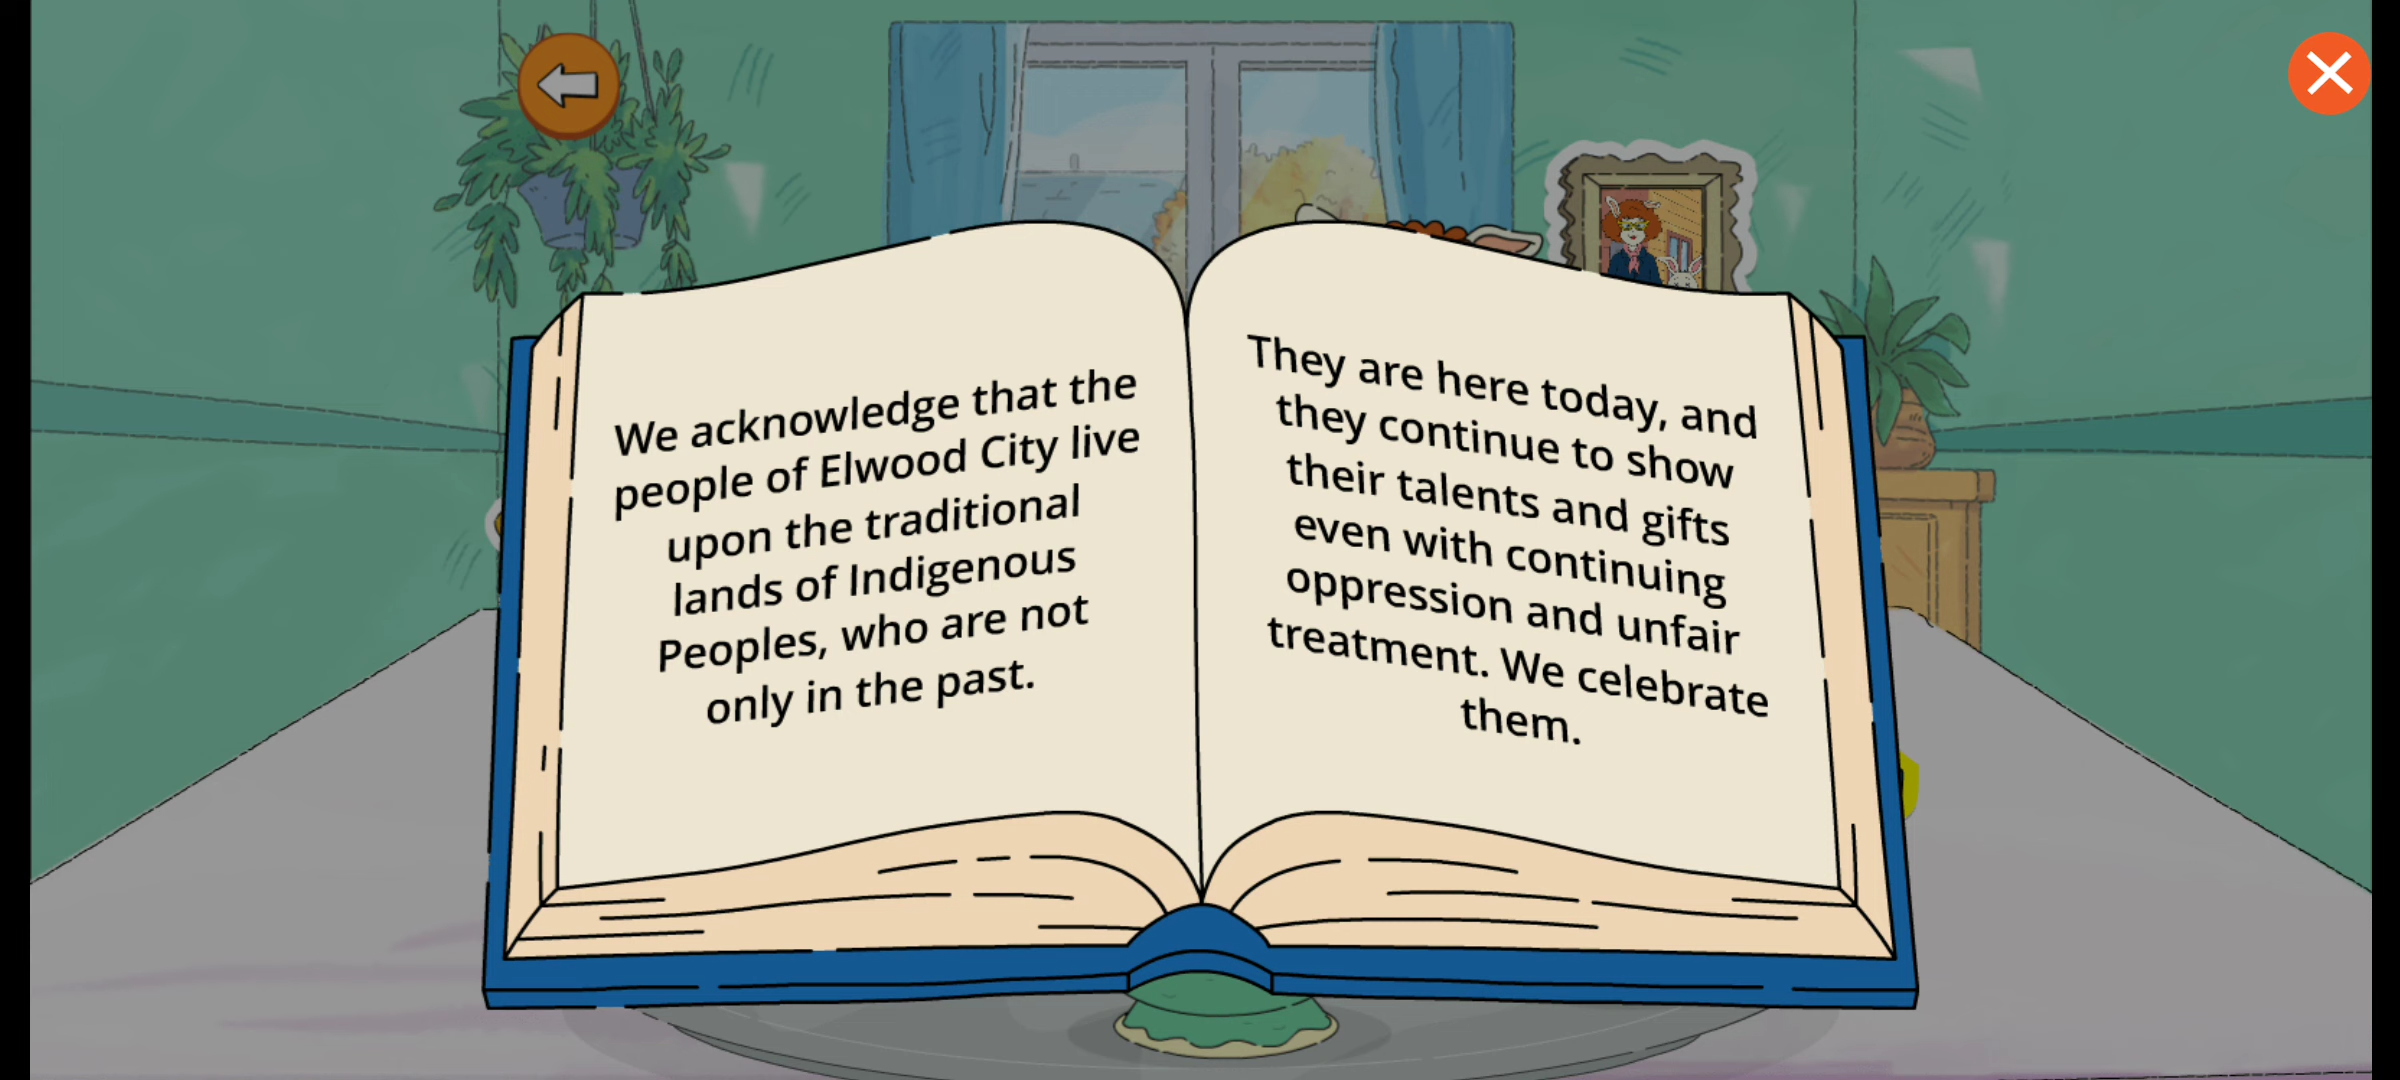 We acknowledge that the
people of Elwood City live
upon the traditional
lands of Indigenous
Peoples, who are not
only in the past.
They are here today, and
they continue to show
their talents and gifts
even with continuing
oppression and unfair
treatment. We celebrate
them.